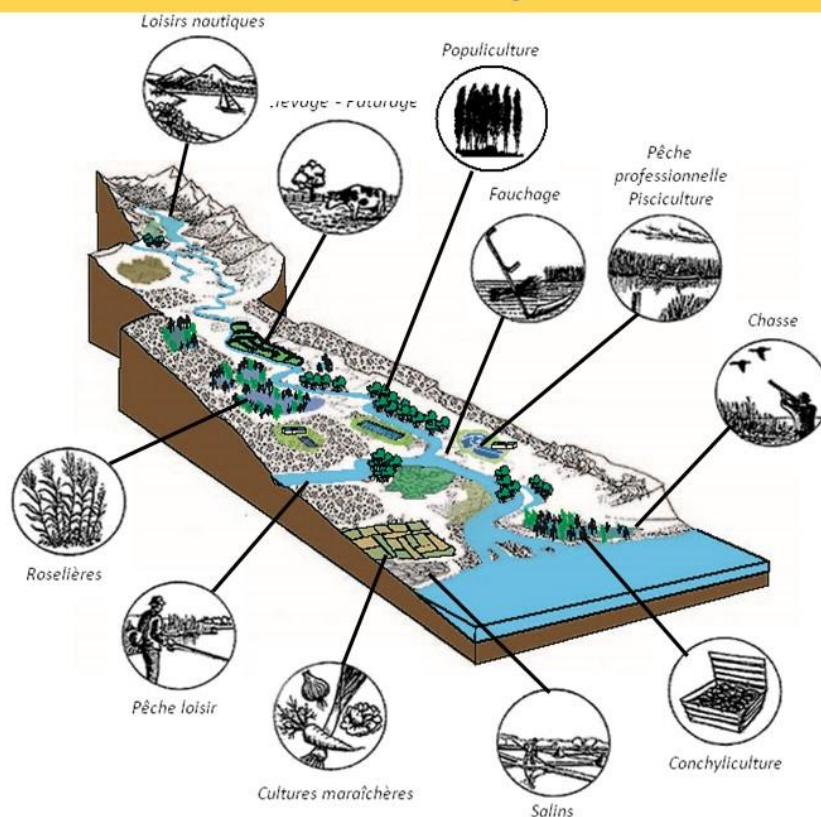 Loisirs nautiques
Populiculture
Pêche
professionnelle
Pisciculture
Fauchage
Chasse
Roselières
Pêche loisir
Cultures maraîchères
Salins
Conchyliculture